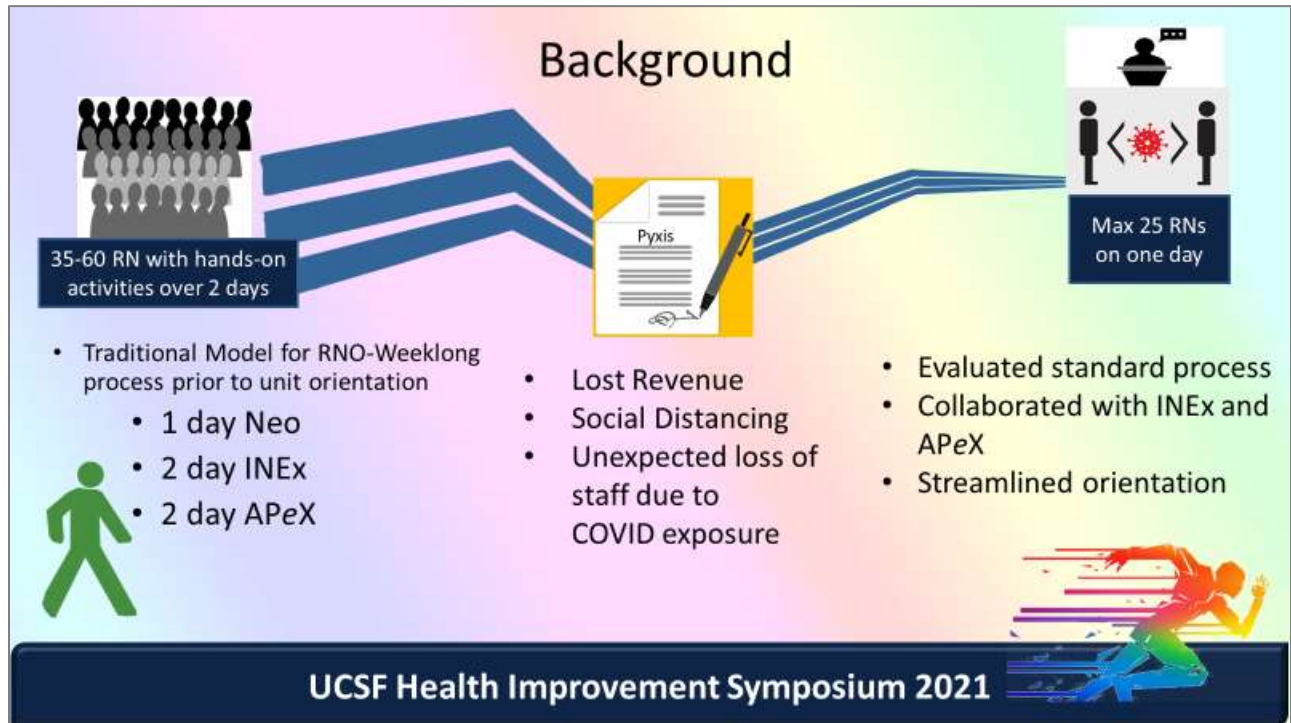 Background
35-60 RN with hands-on
activities over 2 days
Pyxis
Max 25 RNs
on one day
• Traditional Model for RNO-Weeklong
process prior to unit orientation
• 1 day Neo
• 2 day INEx
• 2 day APeX
• Lost Revenue
• Social Distancing
• Unexpected loss of
staff due to
COVID exposure
• Evaluated standard process
• Collaborated with INEx and
APeX
• Streamlined orientation
UCSF Health Improvement Symposium 2021